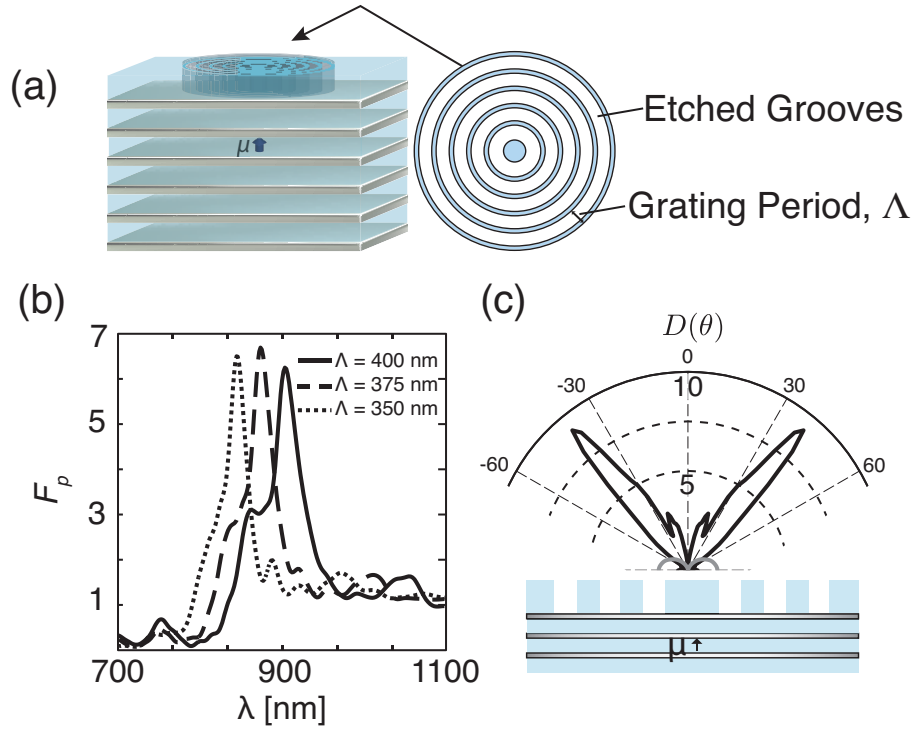 (a)
μ
Etched Grooves
Grating Period, Λ
(b)
F_p
7
5
3
1
Λ = 400 nm
Λ = 375 nm
Λ = 350 nm
700
900
1100
λ [nm]
(c)
D(θ)
0
-30
30
-60
60
10
5
μ